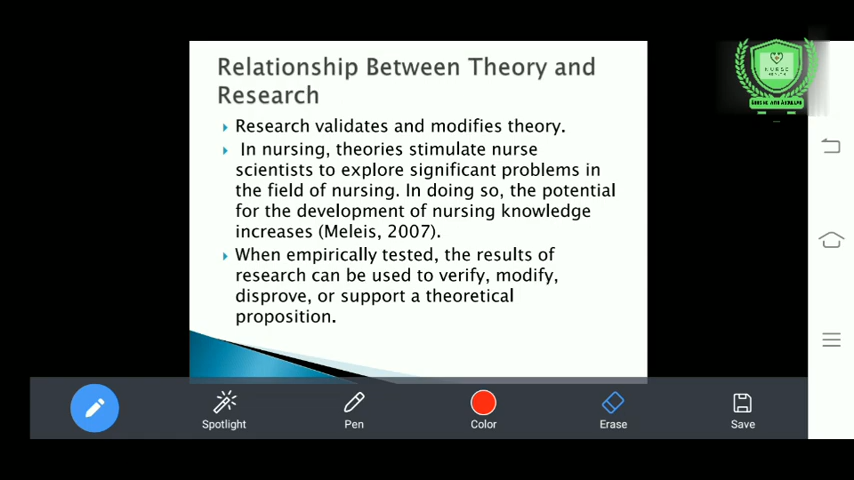 Relationship Between Theory and
Research
Research validates and modifies theory.
In nursing, theories stimulate nurse
scientists to explore significant problems in
the field of nursing. In doing so, the potential
for the development of nursing knowledge
increases (Meleis, 2007).
When empirically tested, the results of
research can be used to verify, modify,
disprove, or support a theoretical
proposition.
NURSE
Spotlight
Pen
Color
Erase
Save